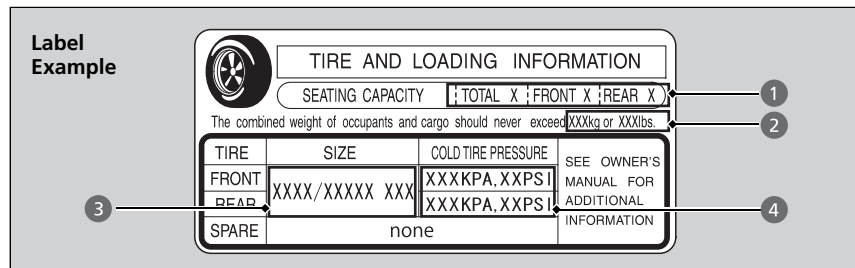 Label
Example
TIRE AND LOADING INFORMATION
SEATING CAPACITY TOTAL X FRONT X REAR X
1
The combined weight of occupants and cargo should never exceed XXXkg or XXXlbs.
2
TIRE SIZE COLD TIRE PRESSURE
SEE OWNER'S
MANUAL FOR
ADDITIONAL
INFORMATION
FRONT XXXX/XXXXX XXX XXXKPA,XXPSI
REAR XXXKPA,XXPSI
3
4
SPARE none